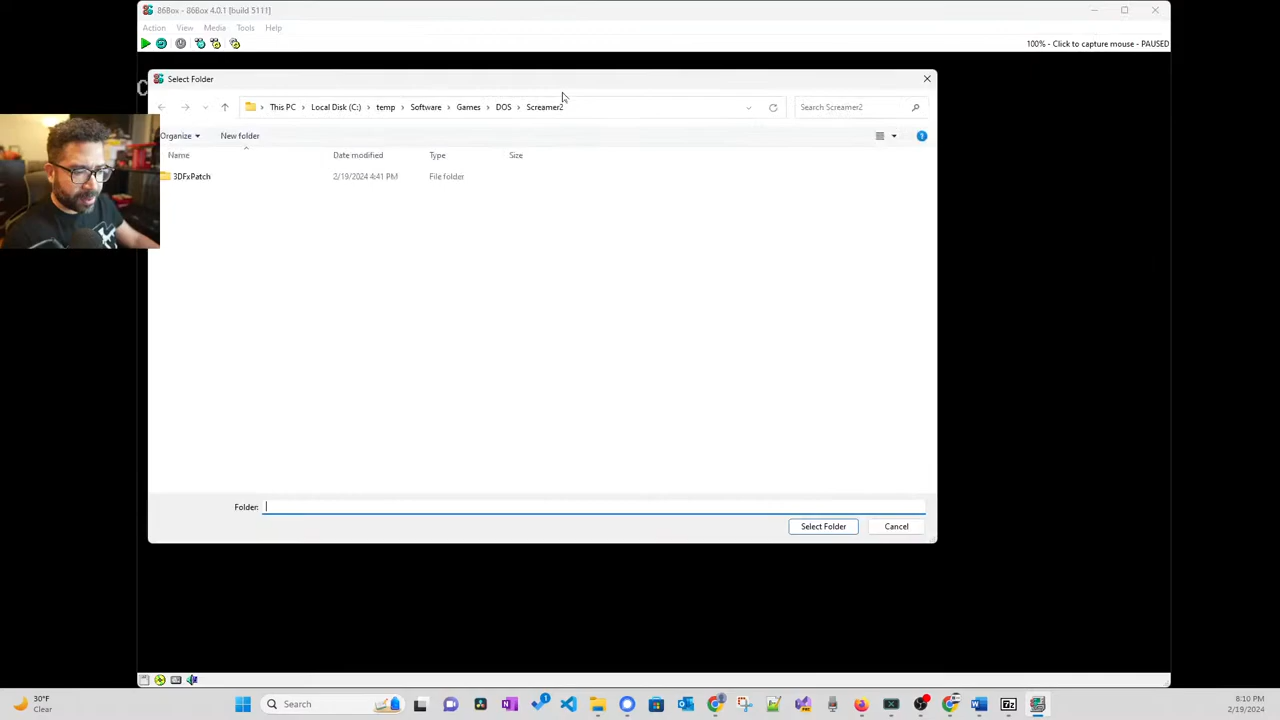 86Box - 86Box 4.0.1 [build 5111]
Action View Media Tools Help
100% - Click to capture mouse - PAUSED
C
Select Folder
This PC > Local Disk (C:) > temp > Software > Games > DOS > Screamer2
Search Screamer2
Organize New folder
Name Date modified Type Size
3DFxPatch 2/19/2024 4:41 PM File folder
Folder:
Select Folder Cancel
30°F
Clear
Search
1
7z
8:10 PM
2/19/2024